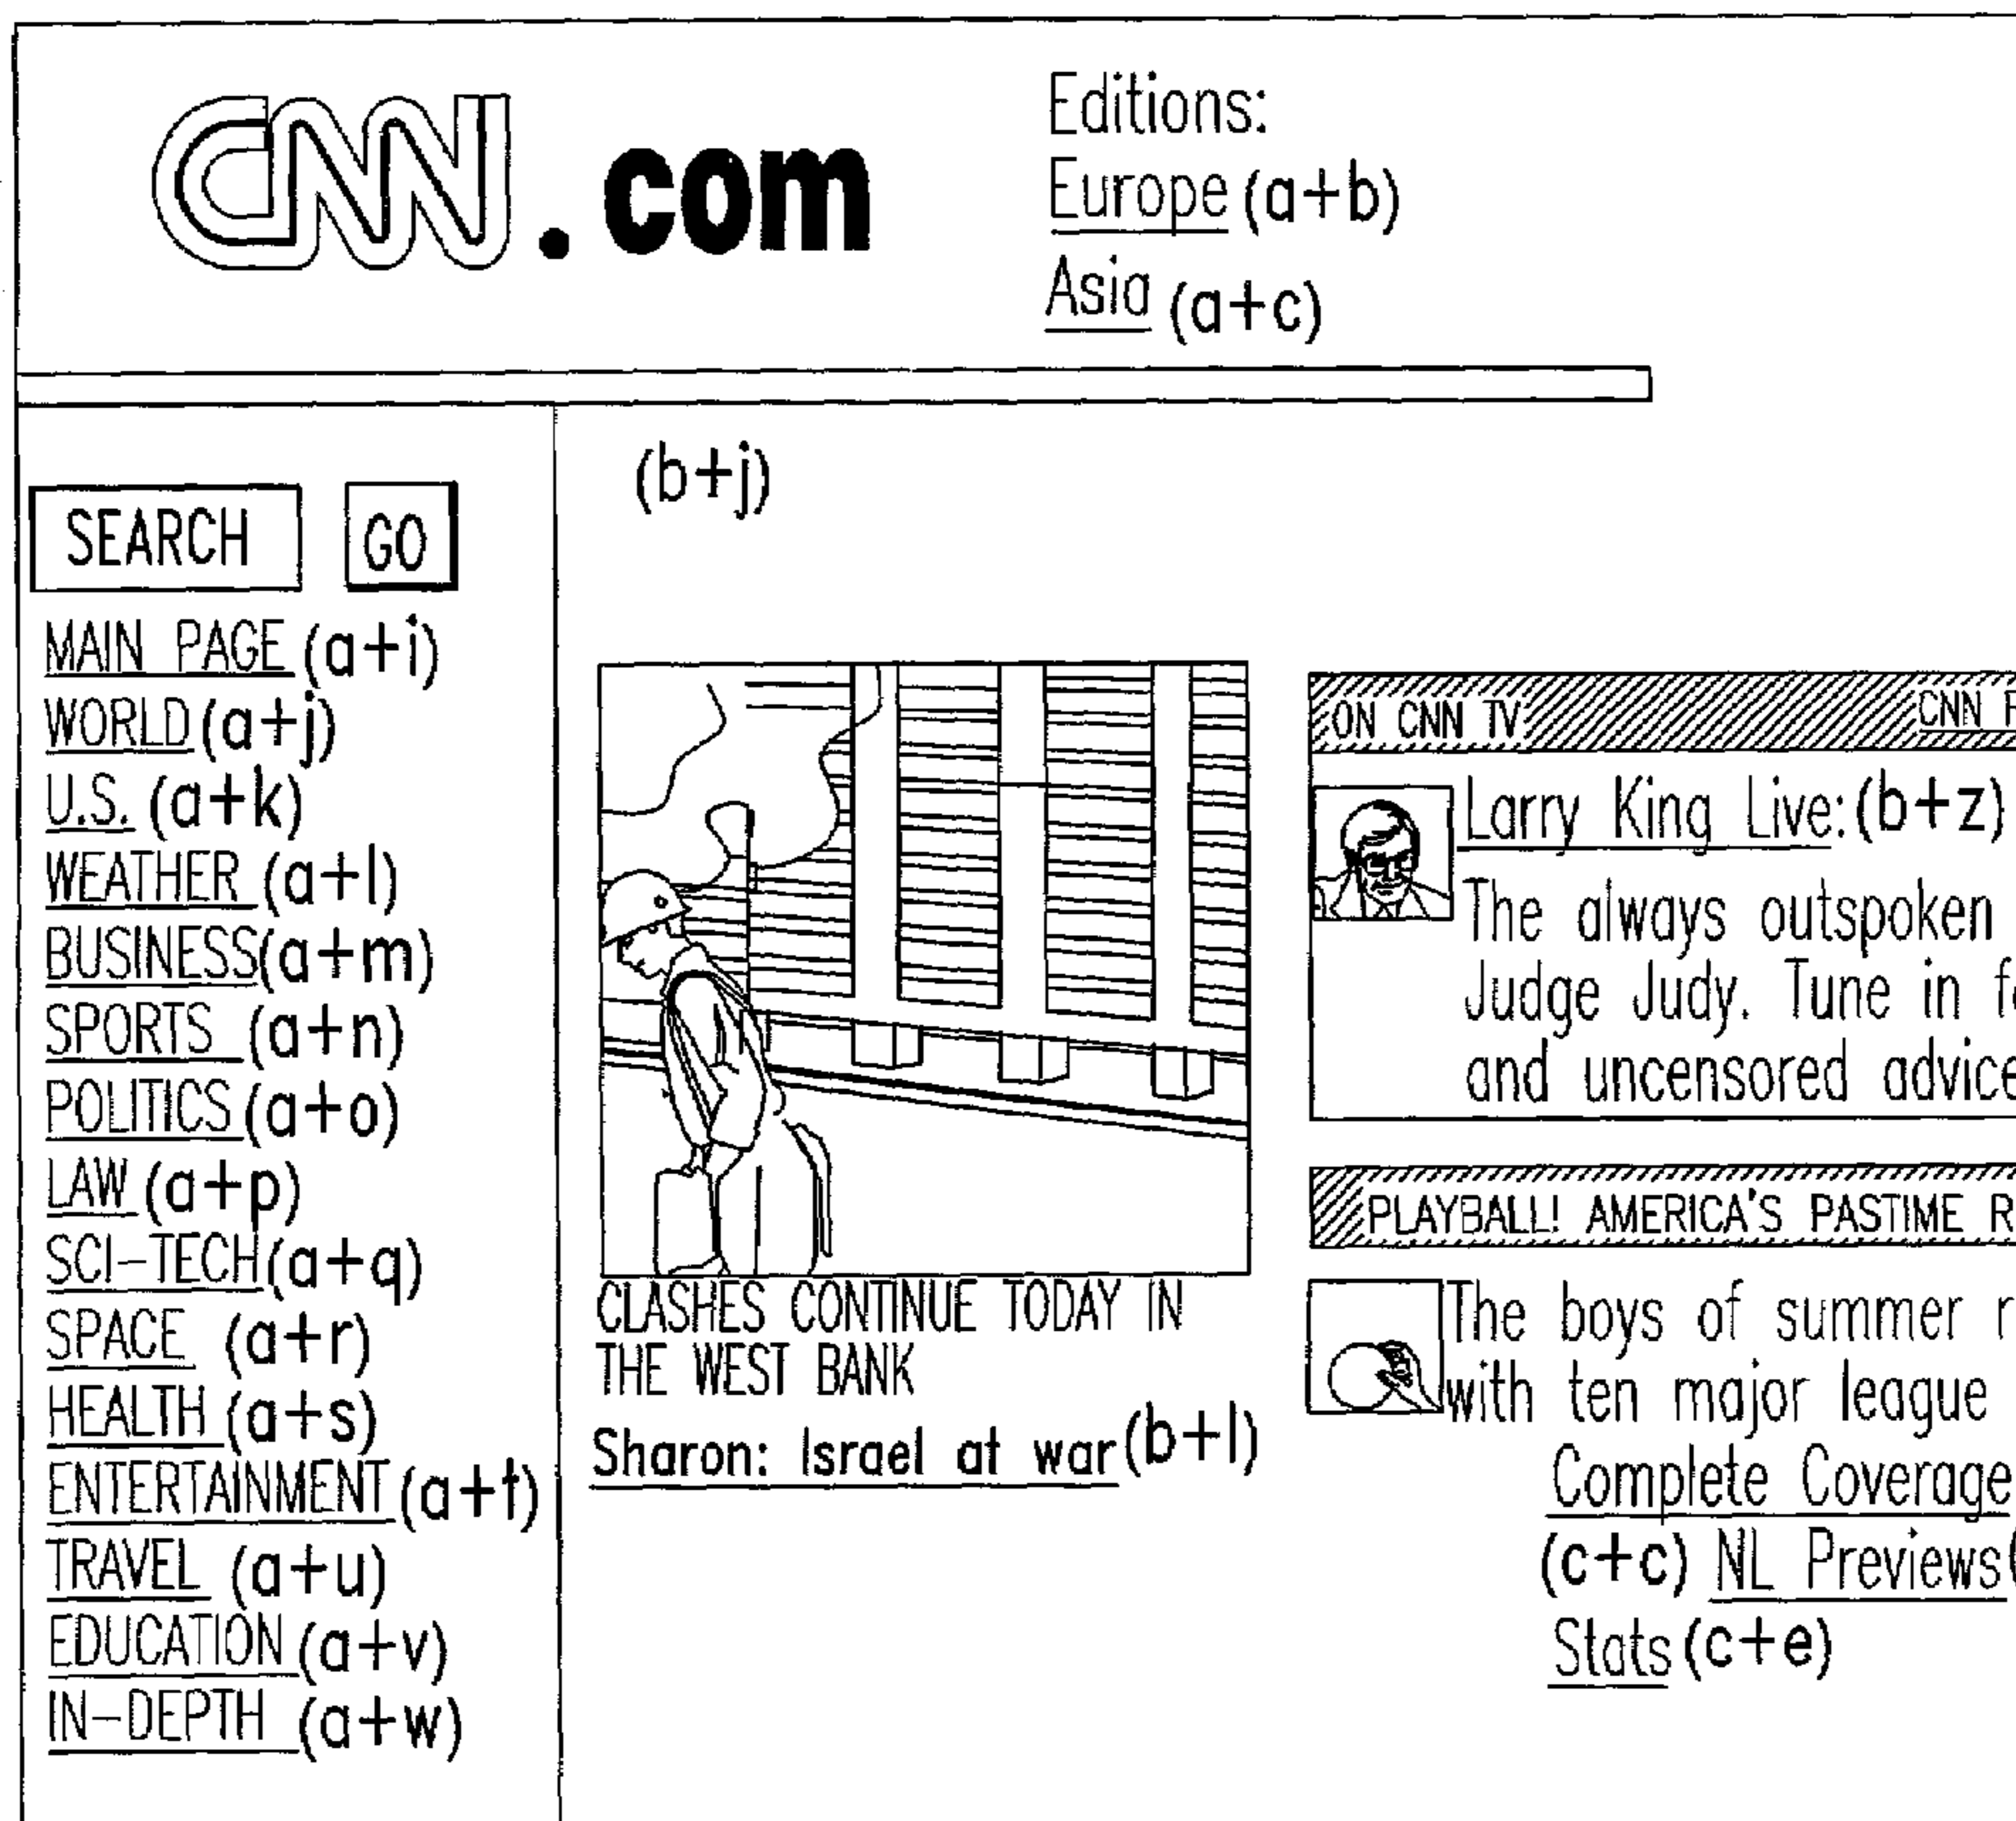 CNN.com
Editions:
Europe (a+b)
Asia (a+c)
SEARCH GO
MAIN PAGE (a+i)
WORLD (a+j)
U.S. (a+k)
WEATHER (a+l)
BUSINESS (a+m)
SPORTS (a+n)
POLITICS (a+o)
LAW (a+p)
SCI-TECH (a+q)
SPACE (a+r)
HEALTH (a+s)
ENTERTAINMENT (a+t)
TRAVEL (a+u)
EDUCATION (a+v)
IN-DEPTH (a+w)
(b+j)
CLASHES CONTINUE TODAY IN
THE WEST BANK
Sharon: Israel at war (b+l)
ON CNN TV CNN
Larry King Live: (b+z)
The always outspoken
Judge Judy. Tune in
and uncensored advice
PLAYBALL! AMERICA'S PASTIME
The boys of summer
with ten major league
Complete Coverage
(c+c) NL Previews
Stats (c+e)